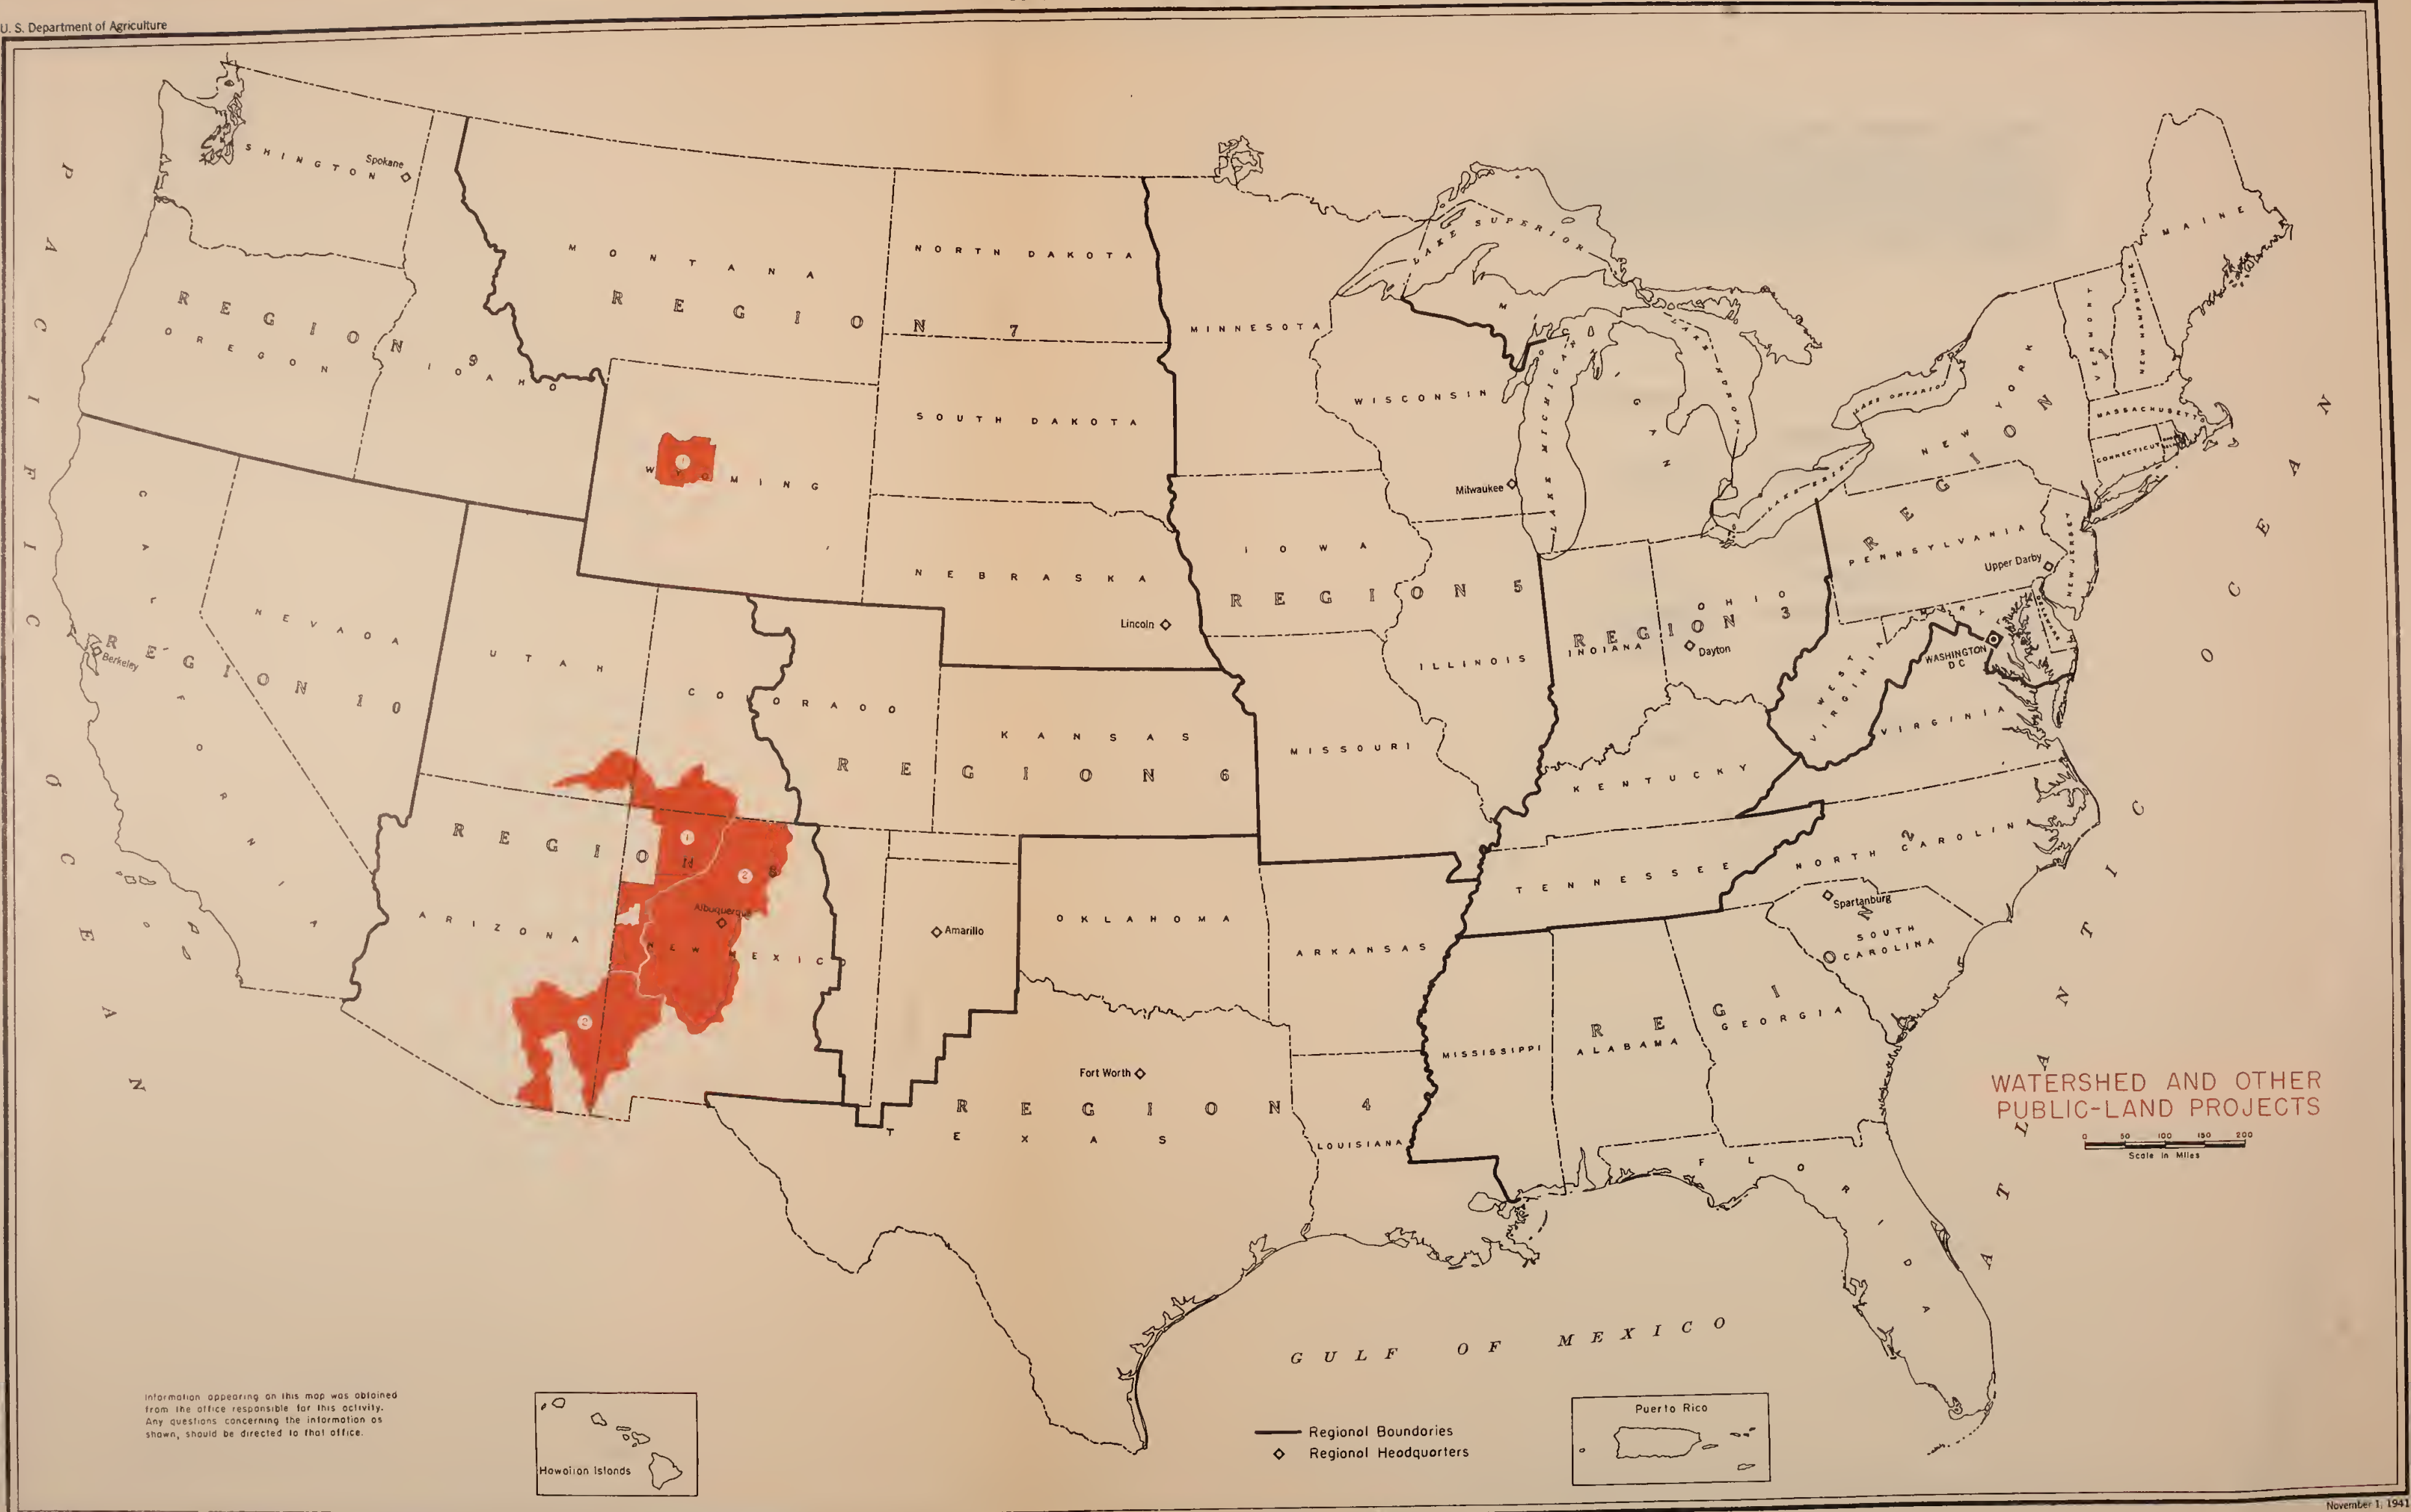 U. S. Department of Agriculture
SHINGTON
Spokane
MONTANA
NORTH DAKOTA
MINNESOTA
LAKE SUPERIOR
MAINE
REGION 9
OREGON
IDAHO
REGION 7
SOUTH DAKOTA
WISCONSIN
LAKE MICHIGAN
LAKE HURON
MICHIGAN
LAKE ONTARIO
NEW YORK
VERMONT
NEW HAMPSHIRE
MASSACHUSETTS
CONNECTICUT
1
WYOMING
Milwaukee
LAKE ERIE
PENNSYLVANIA
Upper Darby
NEW JERSEY
REGION
IOWA
NEBRASKA
Lincoln
REGION 5
ILLINOIS
OHIO
REGION 3
INDIANA
Dayton
WEST VIRGINIA
WASHINGTON
D C
VIRGINIA
CALIFORNIA
NEVADA
REGION 10
Berkeley
UTAH
COLORADO
KANSAS
REGION 6
MISSOURI
KENTUCKY
REGION 8
1
2
Albuquerque
ARIZONA
NEW MEXICO
2
Amarillo
OKLAHOMA
ARKANSAS
TENNESSEE
NORTH CAROLINA
Spartanburg
SOUTH
CAROLINA
REGION 2
MISSISSIPPI
ALABAMA
GEORGIA
Fort Worth
REGION 4
TEXAS
LOUISIANA
FLORIDA
PACIFIC OCEAN
ATLANTIC OCEAN
GULF OF MEXICO
WATERSHED AND OTHER
PUBLIC-LAND PROJECTS
0 50 100 150 200
Scale in Miles
Information appearing on this map was obtained
from the office responsible for this activity.
Any questions concerning the information as
shown, should be directed to that office.
Hawaiian Islands
Regional Boundaries
Regional Headquarters
Puerto Rico
November 1, 1941